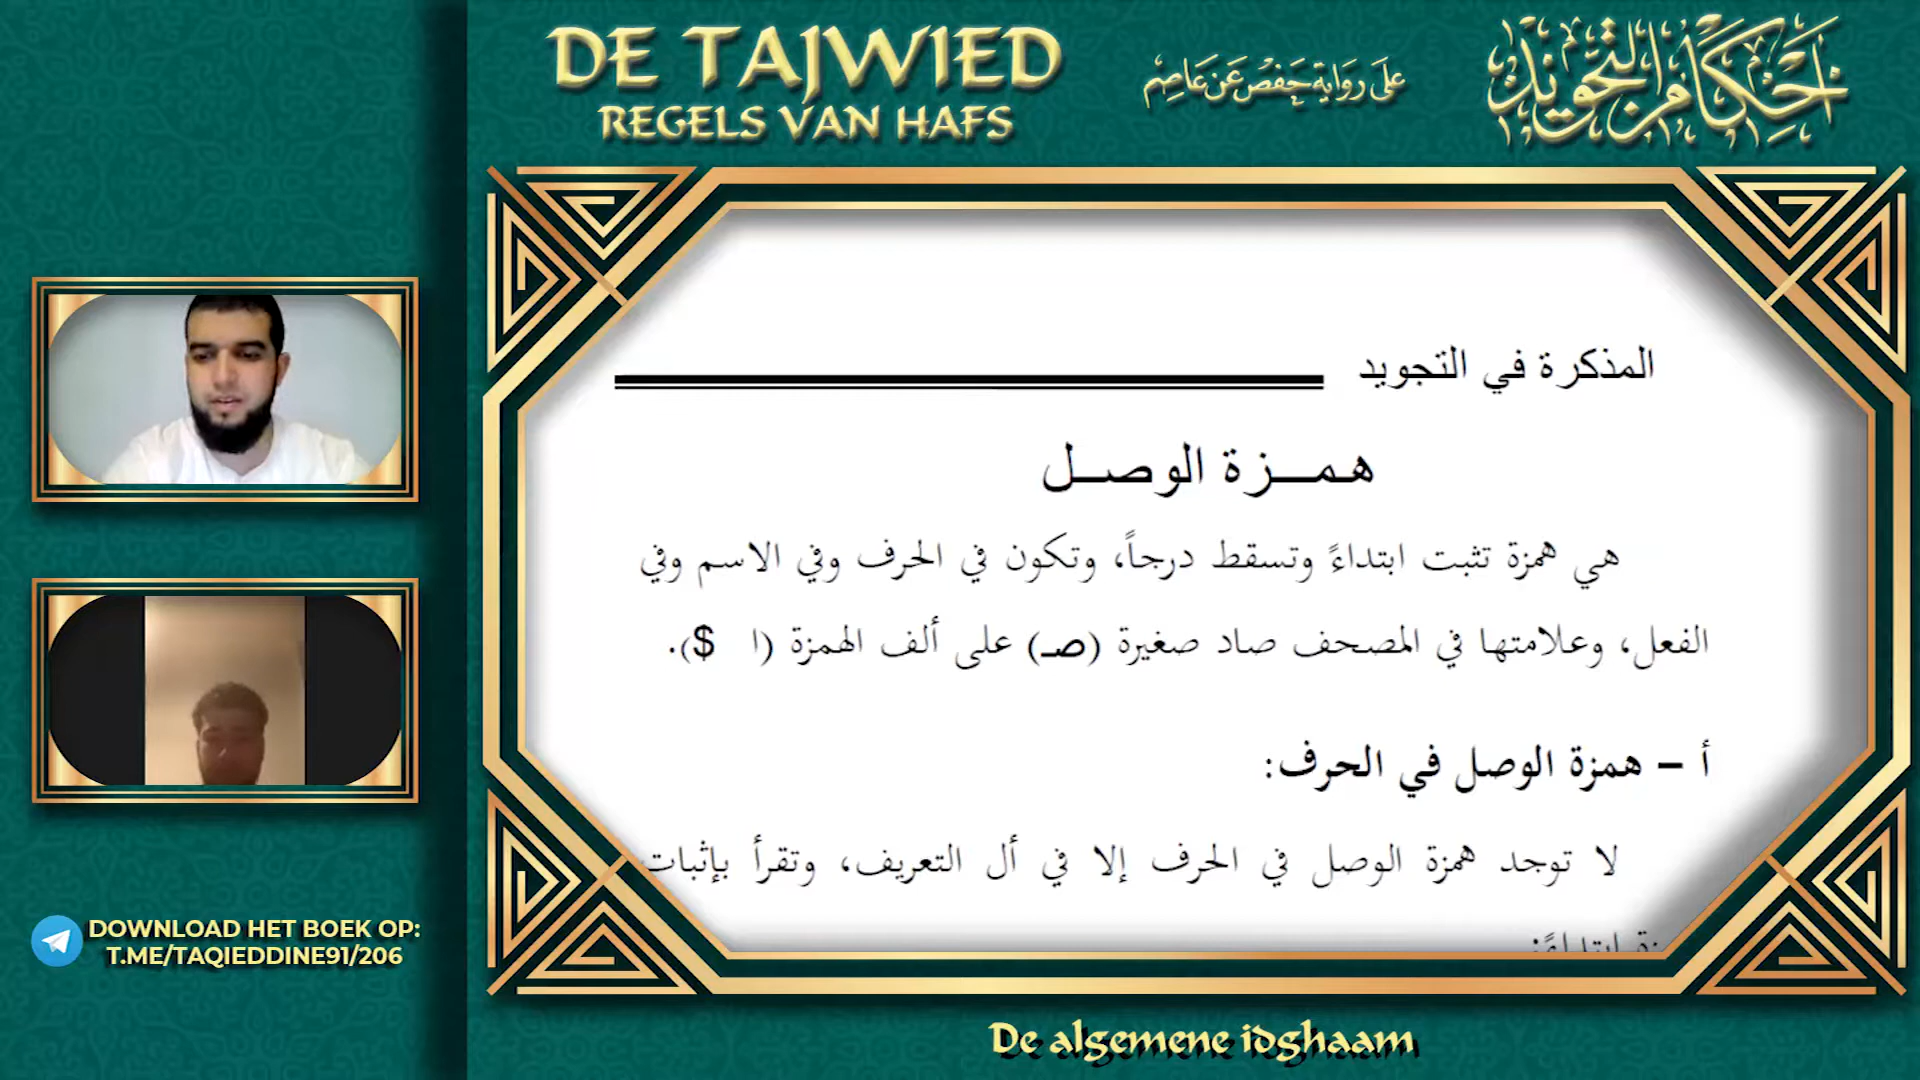 DE TAJWIED
REGELS VAN HAFS
على رواية حفص عن عاصم
أحكام التجويد
المذكرة في التجويد
همـــزة الوصــل
هي همزة تثبت ابتداءً وتسقط درجاً، وتكون في الحرف وفي الاسم وفي
الفعل، وعلامتها في المصحف صاد صغيرة (صـ) على ألف الهمزة (ا $).
أ – همزة الوصل في الحرف:
لا توجد همزة الوصل في الحرف إلا في أل التعريف، وتقرأ بإثبات
DOWNLOAD HET BOEK OP:
T.ME/TAQIEDDINE91/206
De algemene idghaam